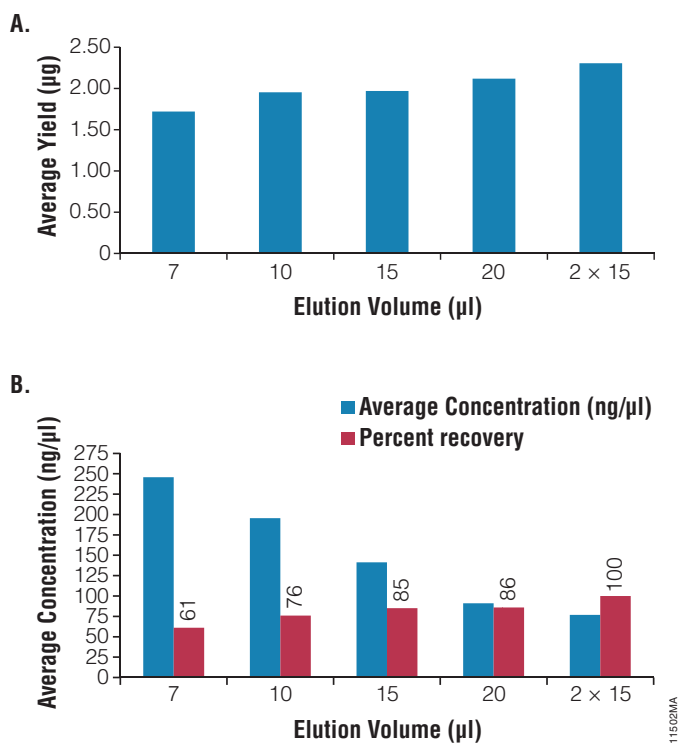 A.
Average Yield (µg)
2.50
2.00
1.50
1.00
0.50
0
7 10 15 20 2 × 15
Elution Volume (µl)
B.
Average Concentration (ng/µl)
Percent recovery
Average Concentration (ng/µl)
275
250
225
200
175
150
125
100
75
50
25
0
61 76 85 86 100
7 10 15 20 2 × 15
Elution Volume (µl)
11502MA